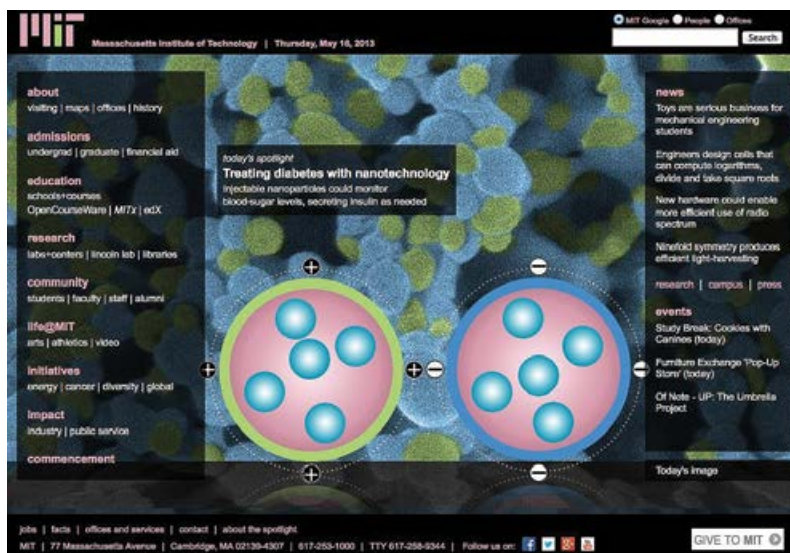 MiT
Massachusetts Institute of Technology | Thursday, May 16, 2013
MIT Google People Offices
Search
about
visiting | maps | offices | history
admissions
undergrad | graduate | financial aid
education
schools+courses
OpenCourseWare | MITx | edX
research
labs+centers | lincoln lab | libraries
community
students | faculty | staff | alumni
life@MIT
arts | athletics | video
initiatives
energy | cancer | diversity | global
impact
industry | public service
commencement
today's spotlight
Treating diabetes with nanotechnology
Injectable nanoparticles could monitor
blood-sugar levels, secreting insulin as needed
+
+
+
+
−
−
−
−
news
Toys are serious business for
mechanical engineering
students
Engineers design cells that
can compute logarithms,
divide and take square roots
New hardware could enable
more efficient use of radio
spectrum
Ninefold symmetry produces
efficient light-harvesting
research | campus | press
events
Study Break: Cookies with
Canines (today)
Furniture Exchange 'Pop-Up
Store' (today)
Of Note - UP: The Umbrella
Project
Today's image
jobs | facts | offices and services | contact | about the spotlight
MIT | 77 Massachusetts Avenue | Cambridge, MA 02139-4307 | 617-253-1000 | TTY 617-258-9344 | Follow us on:
GIVE TO MIT